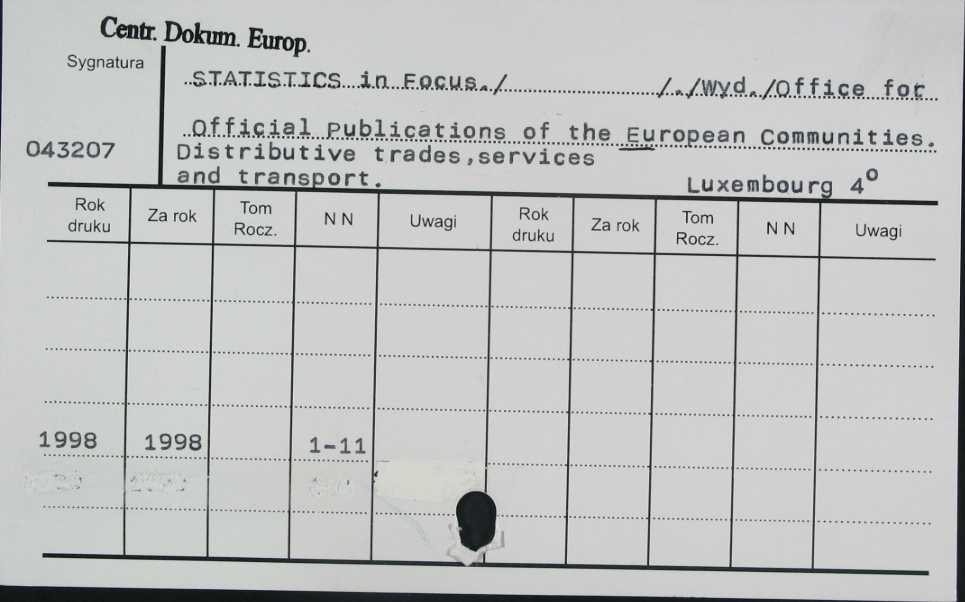 Centr. Dokum. Europ.
Sygnatura
STATISTICS in Focus./ /./Wyd./Office for
Official Publications of the European Communities.
043207
Distributive trades,services
and transport.
Luxembourg 4°
Rok druku Za rok Tom Rocz. N N Uwagi Rok druku Za rok Tom Rocz. N N Uwagi
1998 1998 1-11